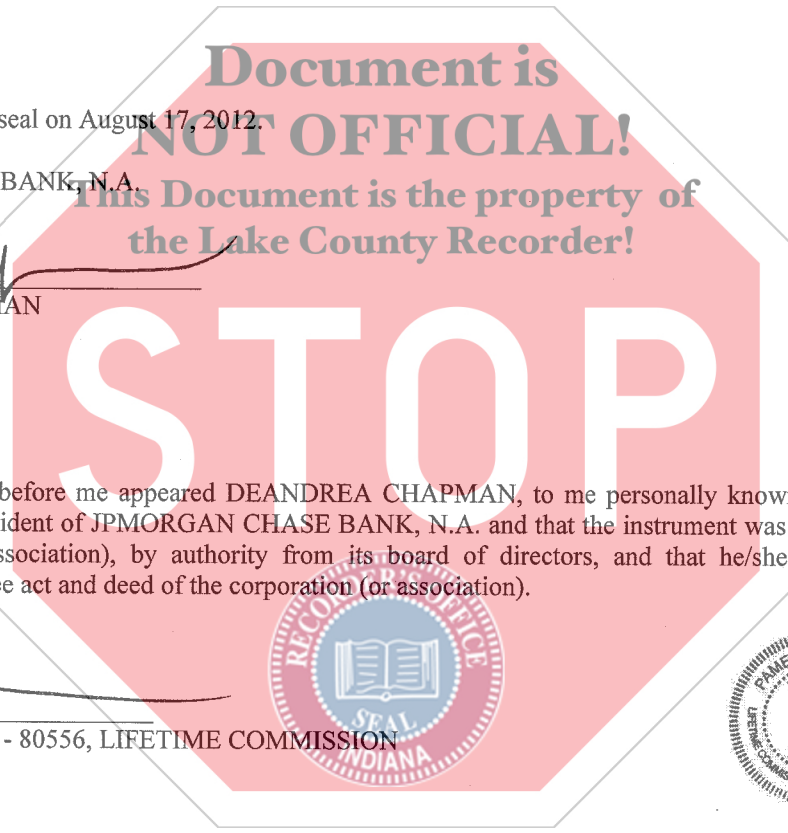 Document is
seal on August 17, 2012.
NOT OFFICIAL!
BANK, N.A.
This Document is the property of
the Lake County Recorder!
STOP
before me appeared DEANDREA CHAPMAN, to me personally know
ident of JPMORGAN CHASE BANK, N.A. and that the instrument was
ssociation), by authority from its board of directors, and that he/she
e act and deed of the corporation (or association).
RECORDER'S OFFICE
SEAL
INDIANA
- 80556, LIFETIME COMMISSION
PAME
LIFETIME